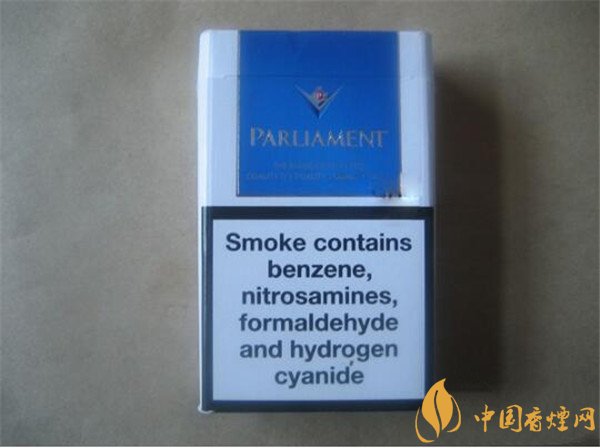 PARLIAMENT
Smoke contains
benzene,
nitrosamines,
formaldehyde
and hydrogen
cyanide
中国香烟网